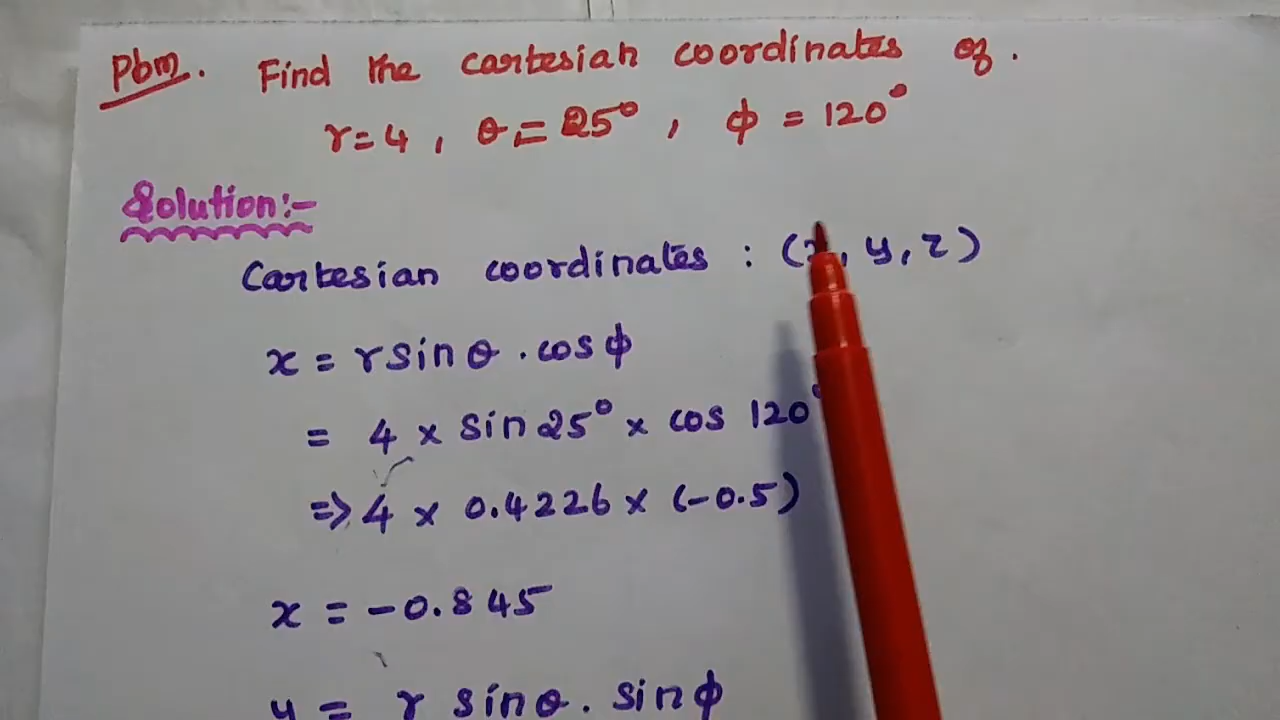 Pbm. Find the cartesian coordinates of.
r=4, θ=25°, φ=120°
Solution:-
Cartesian coordinates : (x, y, z)
x = r sin θ . cos φ
= 4 × sin 25° × cos 120°
=> 4 × 0.4226 × (-0.5)
x = -0.845
y = r sin θ . sin φ